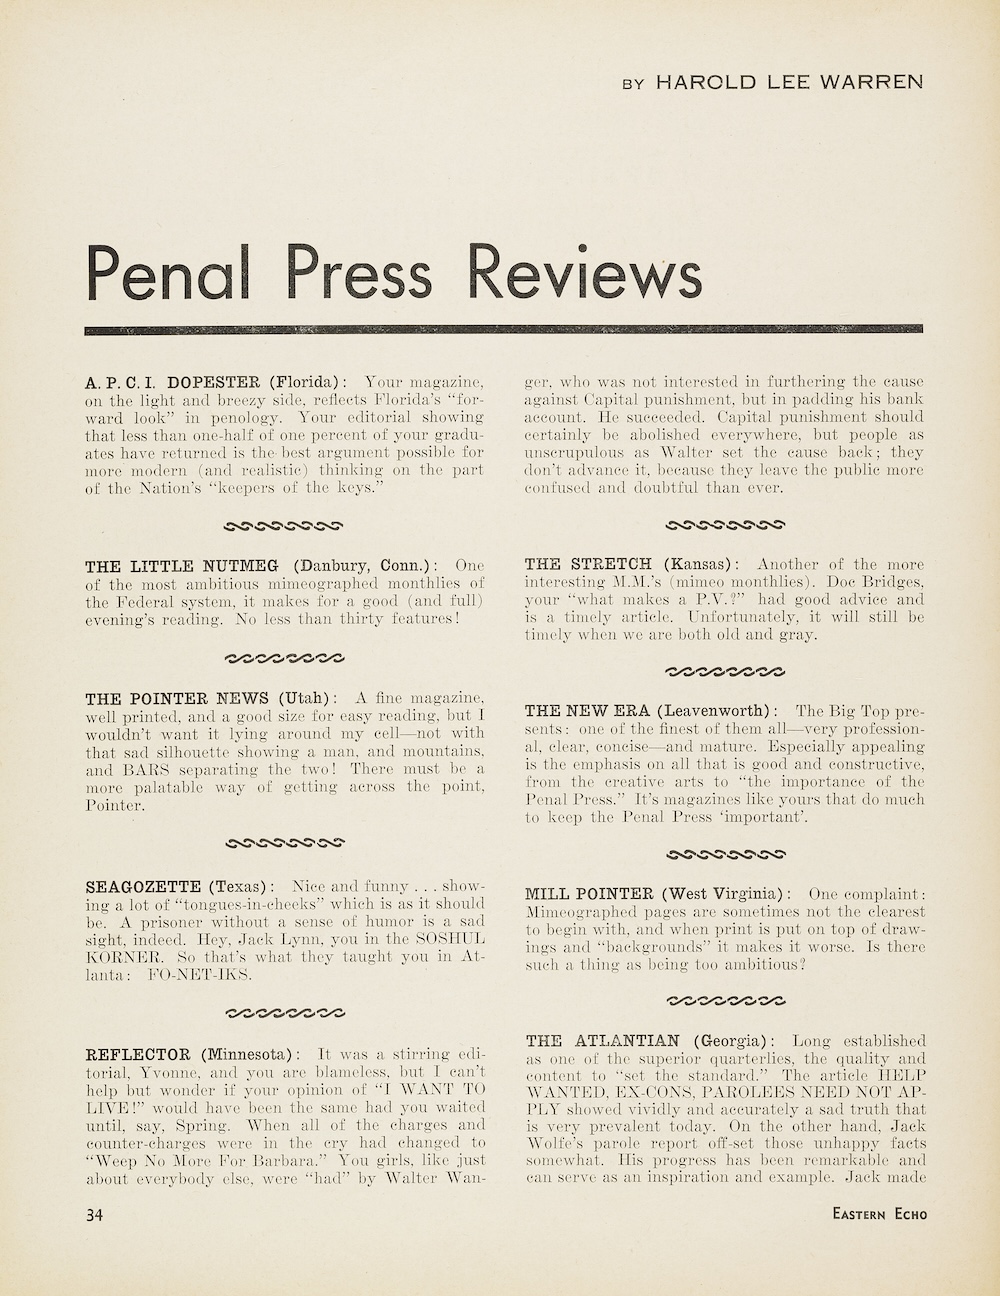 BY HAROLD LEE WARREN
Penal Press Reviews
A. P. C. I. DOPESTER (Florida): Your magazine,
on the light and breezy side, reflects Florida's "for-
ward look" in penology. Your editorial showing
that less than one-half of one percent of your gradu-
ates have returned is the best argument possible for
more modern (and realistic) thinking on the part
of the Nation's "keepers of the keys."
THE LITTLE NUTMEG (Danbury, Conn.): One
of the most ambitious mimeographed monthlies of
the Federal system, it makes for a good (and full)
evening's reading. No less than thirty features!
THE POINTER NEWS (Utah): A fine magazine,
well printed, and a good size for easy reading, but I
wouldn't want it lying around my cell—not with
that sad silhouette showing a man, and mountains,
and BARS separating the two! There must be a
more palatable way of getting across the point,
Pointer.
SEAGOZETTE (Texas): Nice and funny . . . show-
ing a lot of "tongues-in-cheeks" which is as it should
be. A prisoner without a sense of humor is a sad
sight, indeed. Hey, Jack Lynn, you in the SOSHUL
KORNER. So that's what they taught you in At-
lanta: FO-NET-IKS.
REFLECTOR (Minnesota): It was a stirring edi-
torial, Yvonne, and you are blameless, but I can't
help but wonder if your opinion of "I WANT TO
LIVE!" would have been the same had you waited
until, say, Spring. When all of the charges and
counter-charges were in the cry had changed to
"Weep No More For Barbara." You girls, like just
about everybody else, were "had" by Walter Wan-
ger, who was not interested in furthering the cause
against Capital punishment, but in padding his bank
account. He succeeded. Capital punishment should
certainly be abolished everywhere, but people as
unscrupulous as Walter set the cause back; they
don't advance it, because they leave the public more
confused and doubtful than ever.
THE STRETCH (Kansas): Another of the more
interesting M.M.'s (mimeo monthlies). Doc Bridges,
your "what makes a P.V.?" had good advice and
is a timely article. Unfortunately, it will still be
timely when we are both old and gray.
THE NEW ERA (Leavenworth): The Big Top pre-
sents: one of the finest of them all—very profession-
al, clear, concise—and mature. Especially appealing
is the emphasis on all that is good and constructive,
from the creative arts to "the importance of the
Penal Press." It's magazines like yours that do much
to keep the Penal Press 'important'.
MILL POINTER (West Virginia): One complaint:
Mimeographed pages are sometimes not the clearest
to begin with, and when print is put on top of draw-
ings and "backgrounds" it makes it worse. Is there
such a thing as being too ambitious?
THE ATLANTIAN (Georgia): Long established
as one of the superior quarterlies, the quality and
content to "set the standard." The article HELP
WANTED, EX-CONS, PAROLEES NEED NOT AP-
PLY showed vividly and accurately a sad truth that
is very prevalent today. On the other hand, Jack
Wolfe's parole report off-set those unhappy facts
somewhat. His progress has been remarkable and
can serve as an inspiration and example. Jack made
34
EASTERN ECHO